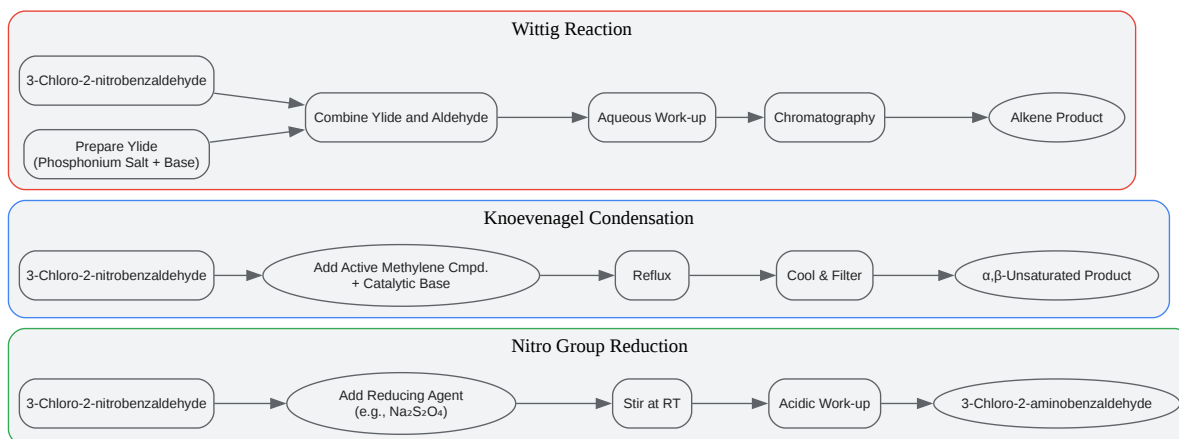 Wittig Reaction
3-Chloro-2-nitrobenzaldehyde
Prepare Ylide
(Phosphonium Salt + Base)
Combine Ylide and Aldehyde
Aqueous Work-up
Chromatography
Alkene Product
Knoevenagel Condensation
3-Chloro-2-nitrobenzaldehyde
Add Active Methylene Cmpd.
+ Catalytic Base
Reflux
Cool & Filter
α,β-Unsaturated Product
Nitro Group Reduction
3-Chloro-2-nitrobenzaldehyde
Add Reducing Agent
(e.g., Na₂S₂O₄)
Stir at RT
Acidic Work-up
3-Chloro-2-aminobenzaldehyde